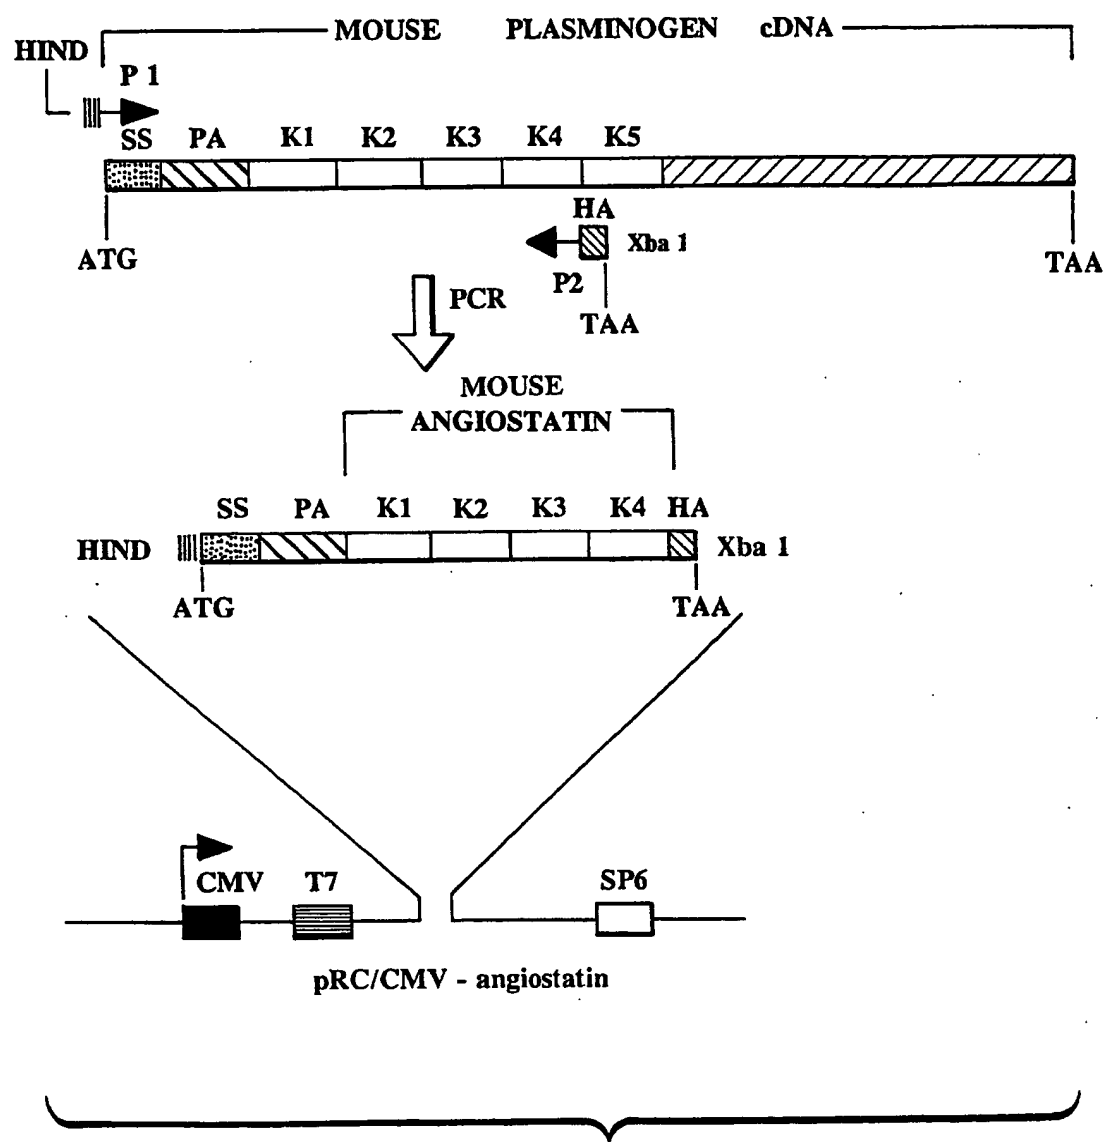 MOUSE PLASMINOGEN cDNA
HIND
P 1
SS PA K1 K2 K3 K4 K5
HA
Xba 1
ATG
P2
TAA
TAA
PCR
MOUSE
ANGIOSTATIN
SS PA K1 K2 K3 K4 HA
HIND
Xba 1
ATG
TAA
CMV T7 SP6
pRC/CMV - angiostatin